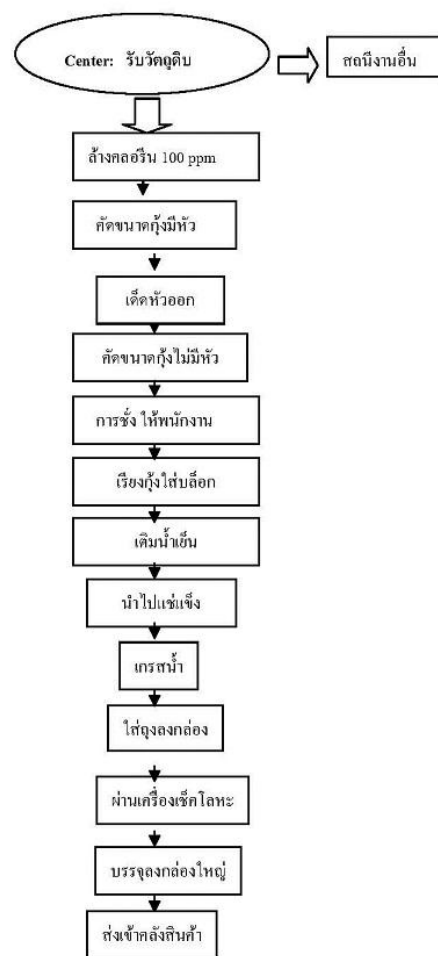 Center: รับวัตถุดิบ
สถนีงานอื่น
ล้างคลอรีน 100 ppm
คัดขนาดกุ้งมีหัว
เด็ดหัวออก
คัดขนาดกุ้งไม่มีหัว
การชั่ง ให้พนักงาน
เรียงกุ้งใส่บล็อก
เติมน้ำเย็น
นำไปแช่แข็ง
เกรสน้ำ
ใส่ถุงลงกล่อง
ผ่านเครื่องเช็คโลหะ
บรรจุลงกล่องใหญ่
ส่งเข้าคลังสินค้า